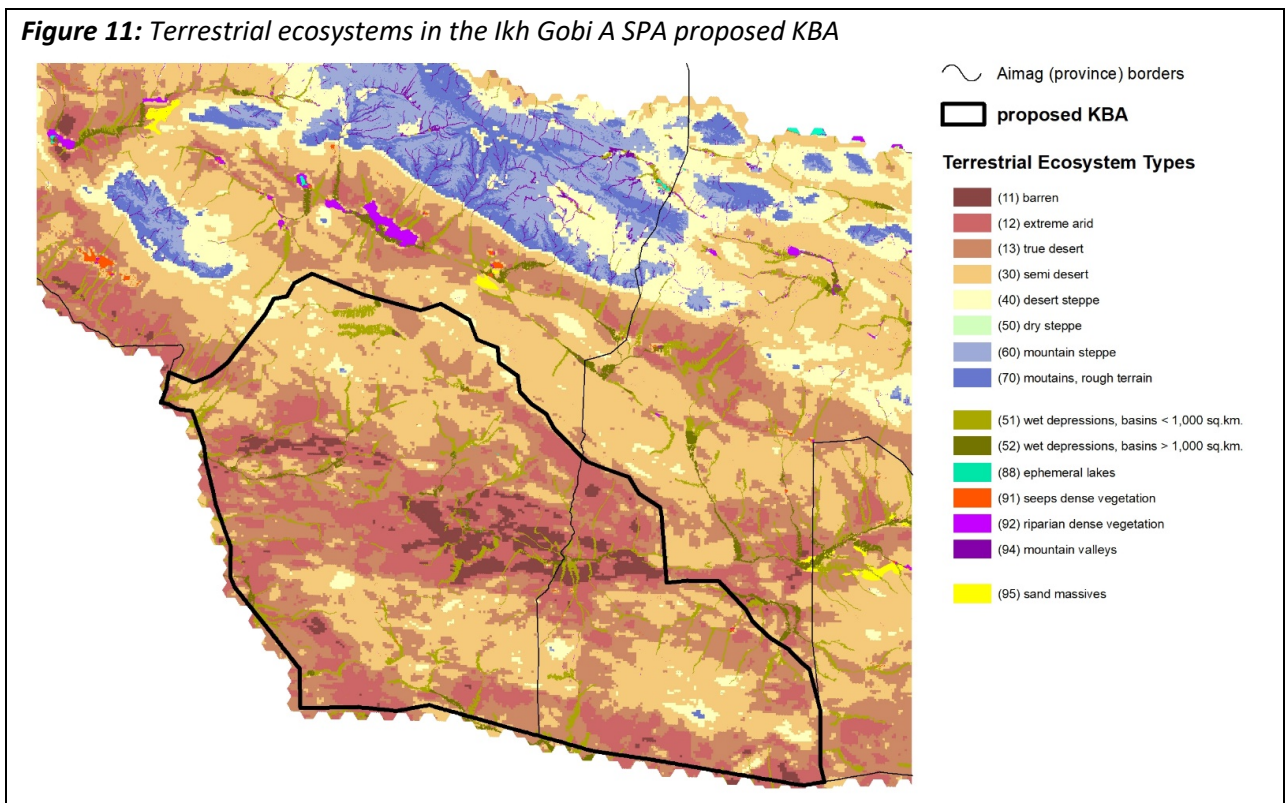 Figure 11: Terrestrial ecosystems in the Ikh Gobi A SPA proposed KBA
Aimag (province) borders
proposed KBA
Terrestrial Ecosystem Types
(11) barren
(12) extreme arid
(13) true desert
(30) semi desert
(40) desert steppe
(50) dry steppe
(60) mountain steppe
(70) moutains, rough terrain
(51) wet depressions, basins < 1,000 sq.km.
(52) wet depressions, basins > 1,000 sq.km.
(88) ephemeral lakes
(91) seeps dense vegetation
(92) riparian dense vegetation
(94) mountain valleys
(95) sand massives